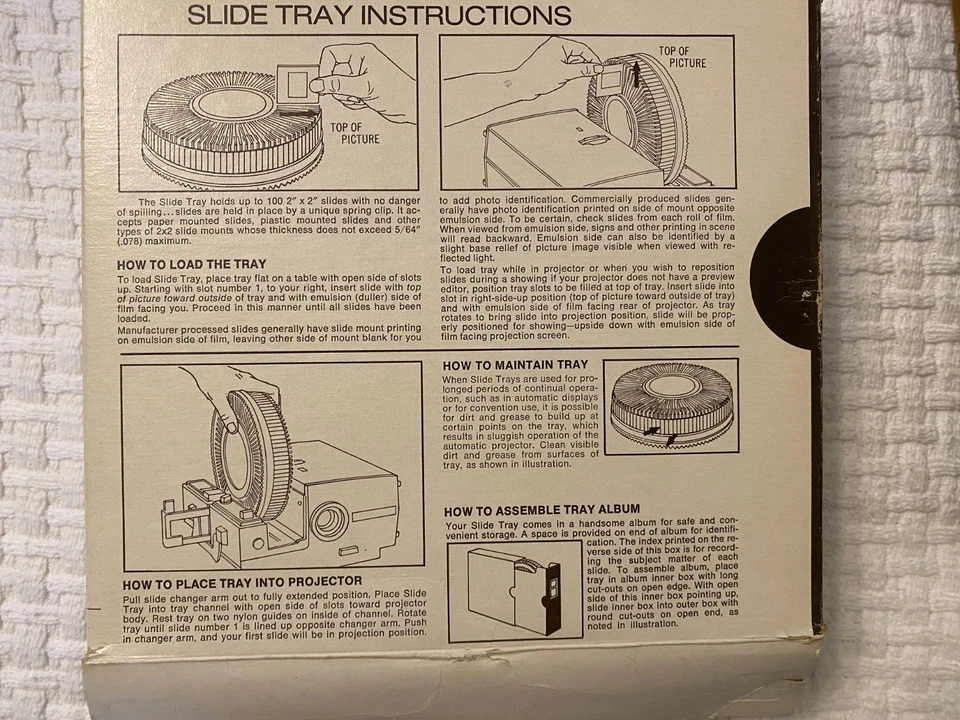 SLIDE TRAY INSTRUCTIONS
TOP OF
PICTURE
TOP OF
PICTURE
The Slide Tray holds up to 100 2" x 2" slides with no danger
of spilling...slides are held in place by a unique spring clip. It ac-
cepts paper mounted slides, plastic mounted slides and other
types of 2x2 slide mounts whose thickness does not exceed 5/64"
(.078) maximum.
HOW TO LOAD THE TRAY
To load Slide Tray, place tray flat on a table with open side of slots
up. Starting with slot number 1, to your right, insert slide with top
of picture toward outside of tray and with emulsion (duller) side of
film facing you. Proceed in this manner until all slides have been
loaded.
Manufacturer processed slides generally have slide mount printing
on emulsion side of film, leaving other side of mount blank for you
to add photo identification. Commercially produced slides gen-
erally have photo identification printed on side of mount opposite
emulsion side. To be certain, check slides from each roll of film.
When viewed from emulsion side, signs and other printing in scene
will read backward. Emulsion side can also be identified by a
slight base relief of picture image visible when viewed with re-
flected light.
To load tray while in projector or when you wish to reposition
slides during a showing if your projector does not have a preview
editor, position tray slots to be filled at top of tray. Insert slide into
slot in right-side-up position (top of picture toward outside of tray)
and with emulsion side of film facing rear of projector. As tray
rotates to bring slide into projection position, slide will be prop-
erly positioned for showing—upside down with emulsion side of
film facing projection screen.
HOW TO PLACE TRAY INTO PROJECTOR
Pull slide changer arm out to fully extended position. Place Slide
Tray into tray channel with open side of slots toward projector
body. Rest tray on two nylon guides on inside of channel. Rotate
tray until slide number 1 is lined up opposite changer arm. Push
in changer arm, and your first slide will be in projection position.
HOW TO MAINTAIN TRAY
When Slide Trays are used for pro-
longed periods of continual opera-
tion, such as in automatic displays
or for convention use, it is possible
for dirt and grease to build up at
certain points on the tray, which
results in sluggish operation of the
automatic projector. Clean visible
dirt and grease from surfaces of
tray, as shown in illustration.
HOW TO ASSEMBLE TRAY ALBUM
Your Slide Tray comes in a handsome album for safe and con-
venient storage. A space is provided on end of album for identifi-
cation. The index printed on the re-
verse side of this box is for record-
ing the subject matter of each
slide. To assemble album, place
tray in album inner box with long
cut-outs on open edge. With open
side of this inner box pointing up,
slide inner box into outer box with
round cut-outs on open end, as
noted in illustration.